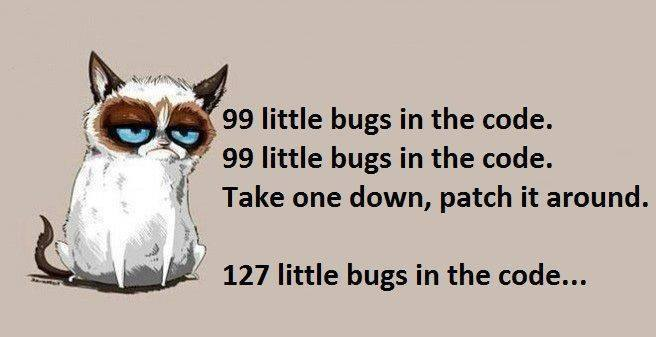 99 little bugs in the code.
99 little bugs in the code.
Take one down, patch it around.
127 little bugs in the code...